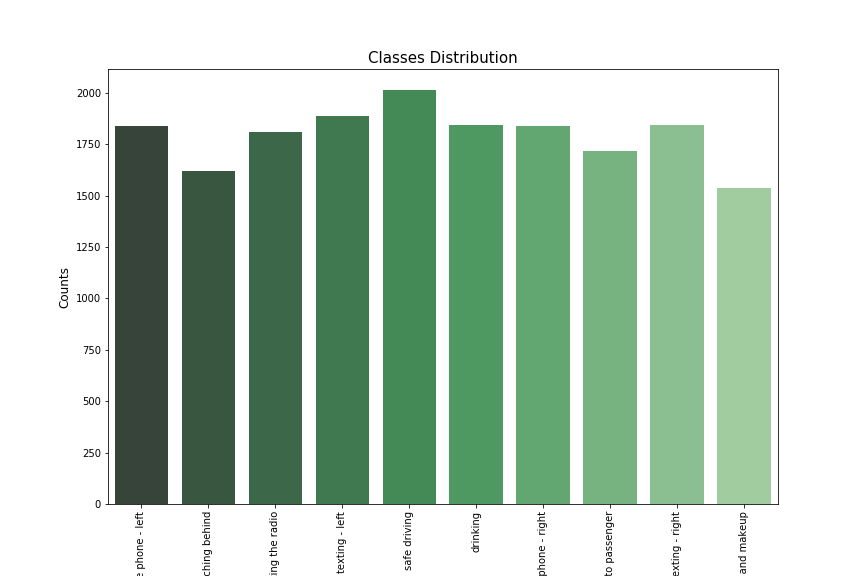 Classes Distribution
Counts
2000
1750
1500
1250
1000
750
500
250
0
phone - left
ching behind
ing the radio
texting - left
safe driving
drinking
phone - right
to passenger
exting - right
and makeup